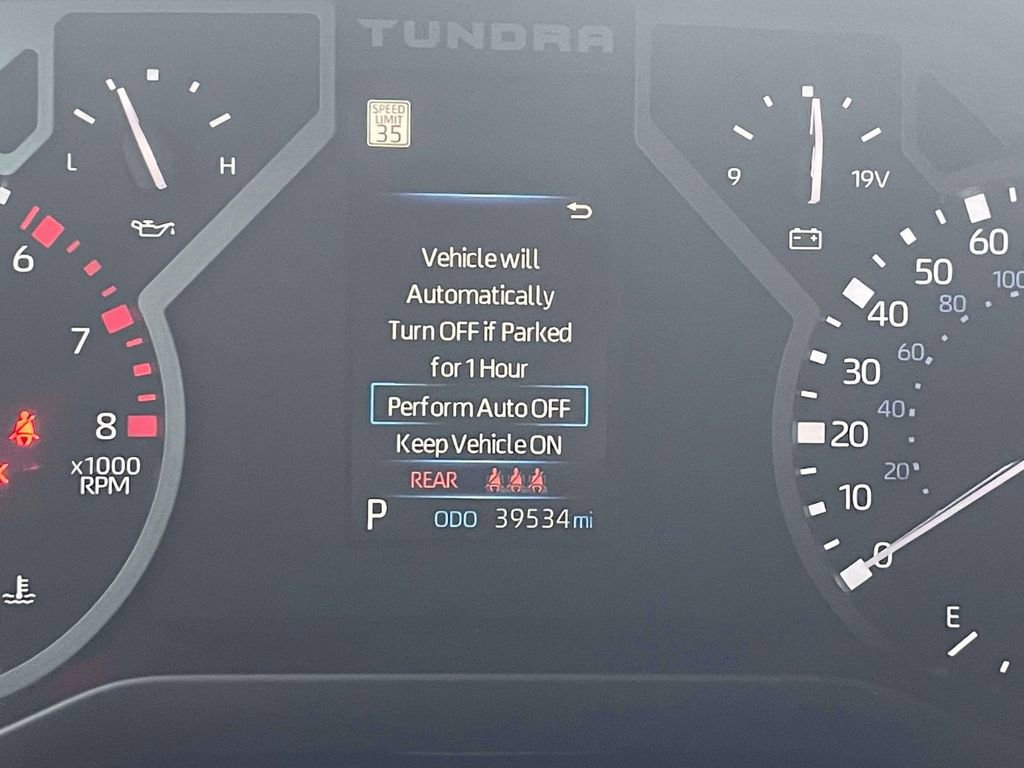 TUNDRA
SPEED
LIMIT
35
L
H
9
19V
6
7
8
x1000
RPM
Vehicle will
Automatically
Turn OFF if Parked
for 1 Hour
Perform Auto OFF
Keep Vehicle ON
REAR
P
ODO 39534 mi
60
50
40
30
20
10
0
100
80
60
40
20
E